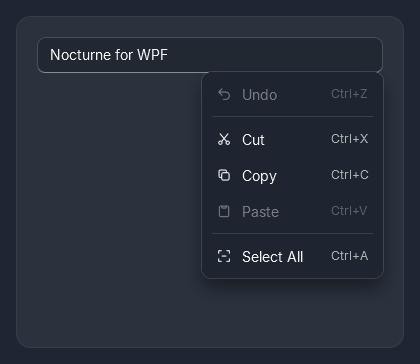 Nocturne for WPF
Undo Ctrl+Z
Cut Ctrl+X
Copy Ctrl+C
Paste Ctrl+V
Select All Ctrl+A